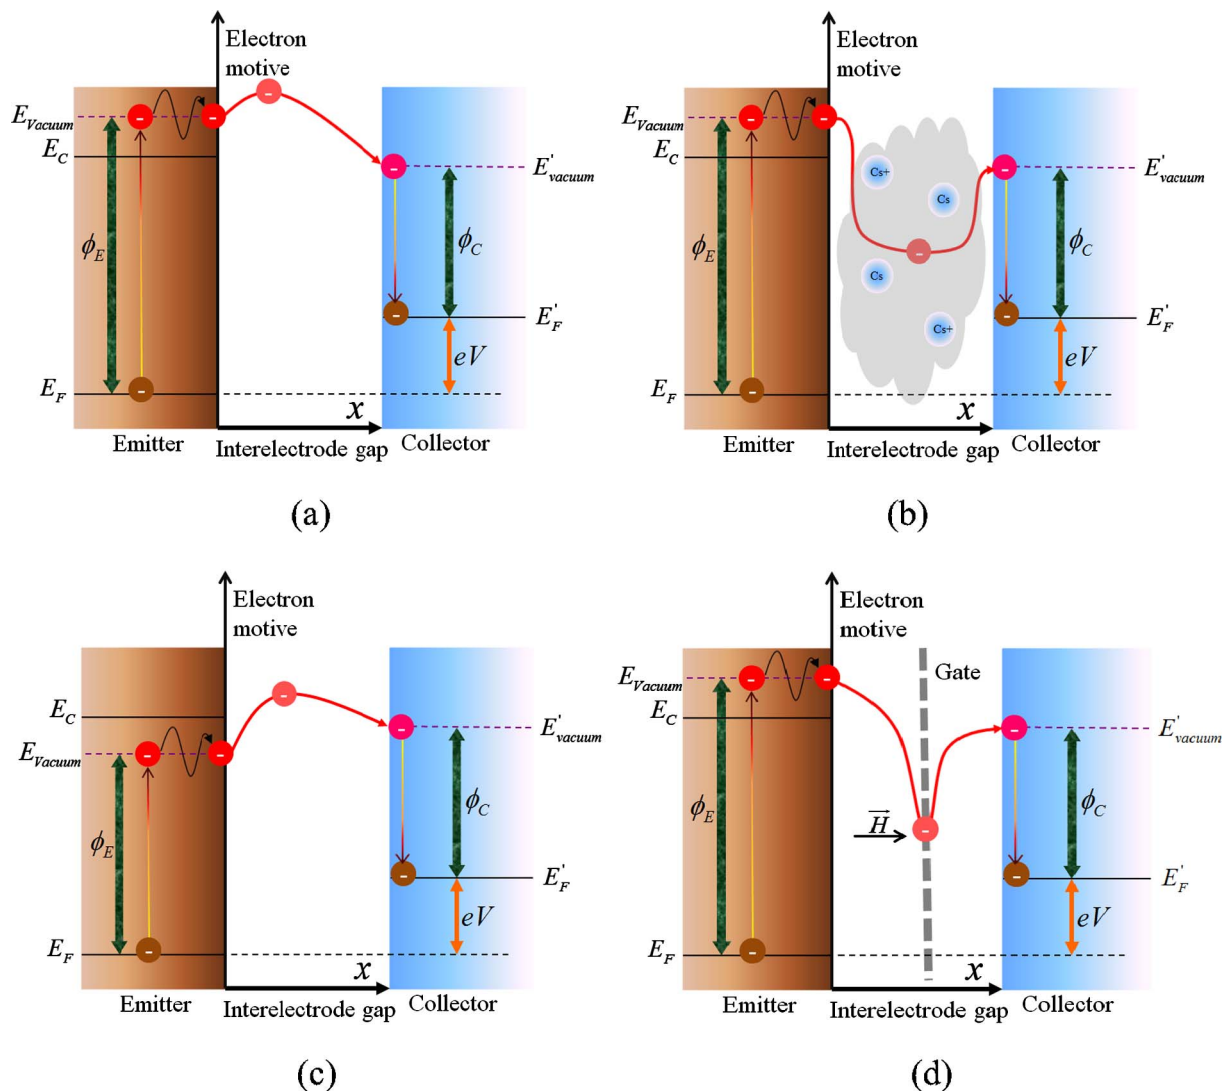 Electron
motive
E_Vacuum
E_C
ϕ_E
E_F
-
-
-
-
-
E'_vacuum
ϕ_C
E'_F
eV
x
Emitter
Interelectrode gap
Collector
(a)
Electron
motive
E_Vacuum
E_C
ϕ_E
E_F
Cs+
Cs
Cs
Cs+
E'_vacuum
ϕ_C
E'_F
eV
x
Emitter
Interelectrode gap
Collector
(b)
Electron
motive
E_C
E_Vacuum
ϕ_E
E_F
E'_vacuum
ϕ_C
E'_F
eV
x
Emitter
Interelectrode gap
Collector
(c)
Electron
motive
Gate
E_Vacuum
E_C
ϕ_E
H⃗
E_F
E'_vacuum
ϕ_C
E'_F
eV
x
Emitter
Interelectrode gap
Collector
(d)